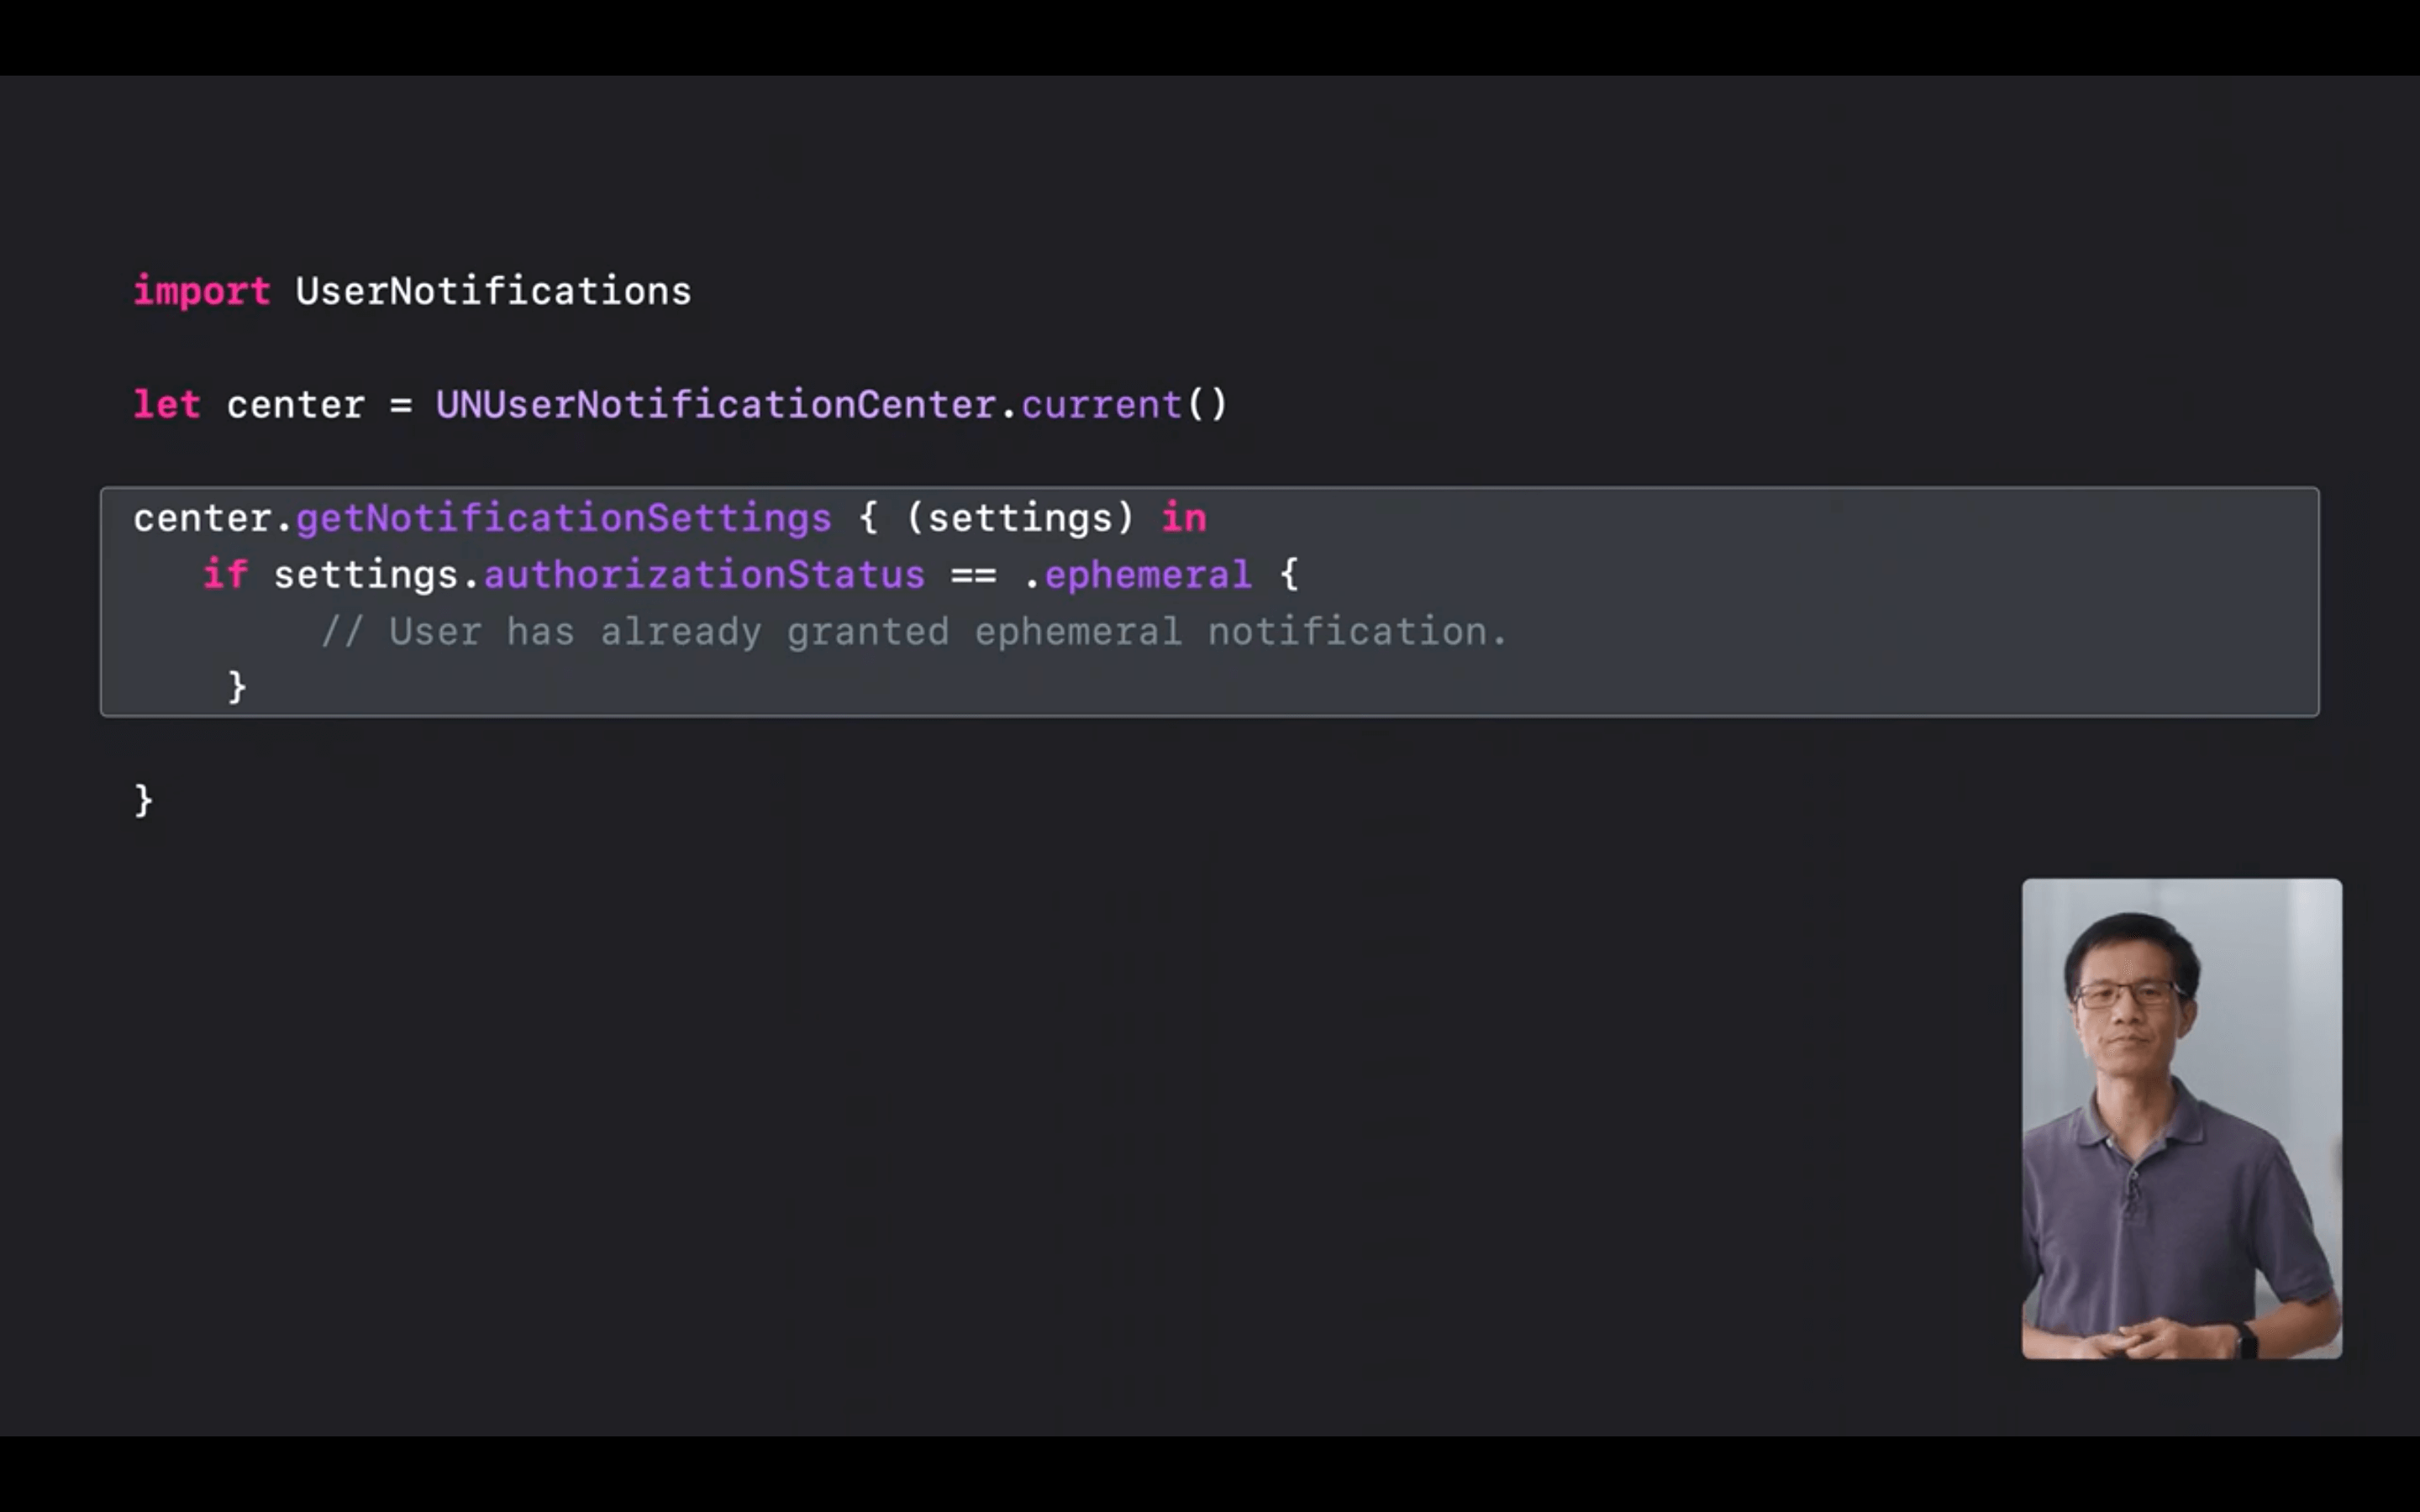 import UserNotifications
let center = UNUserNotificationCenter.current()
center.getNotificationSettings { (settings) in
if settings.authorizationStatus == .ephemeral {
// User has already granted ephemeral notification.
}
}